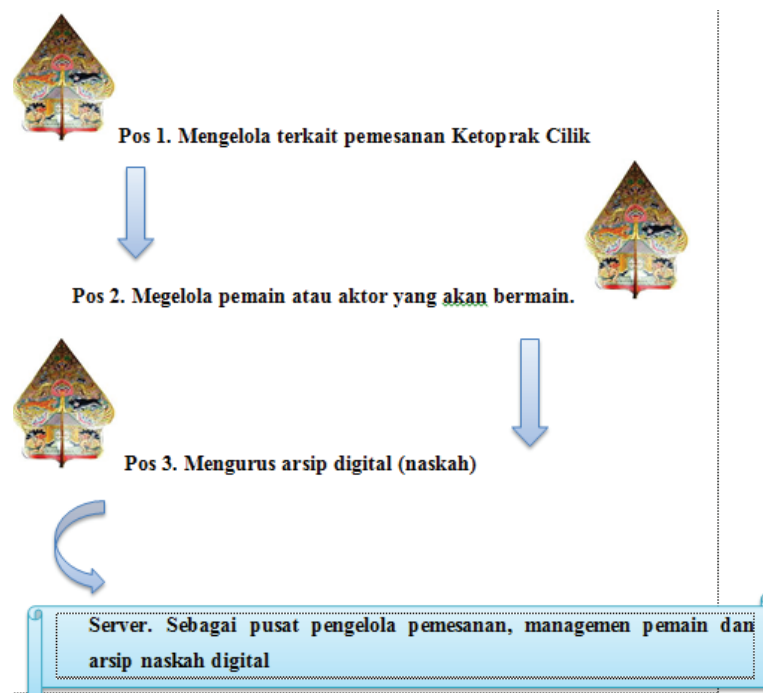 Pos 1. Mengelola terkait pemesanan Ketoprak Cilik
Pos 2. Megelola pemain atau aktor yang akan bermain.
Pos 3. Mengurus arsip digital (naskah)
Server. Sebagai pusat pengelola pemesanan, managemen pemain dan
arsip naskah digital